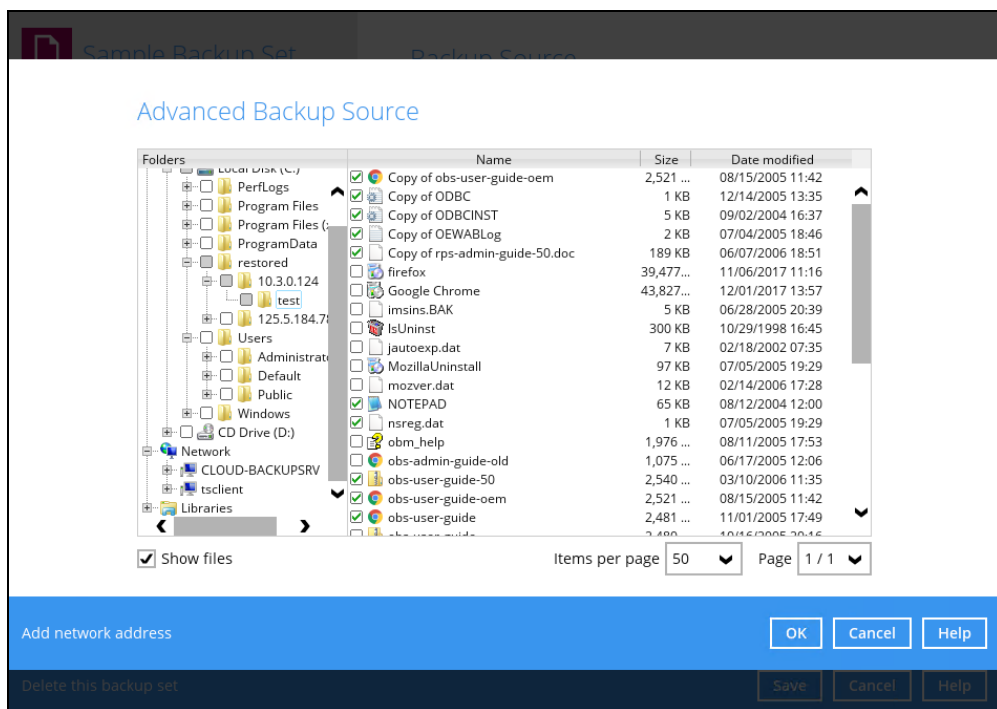 Sample Backup Set
Backup Source
Advanced Backup Source
Folders Name Size Date modified
Local Disk (C:)
PerfLogs
Program Files
Program Files (
ProgramData
restored
10.3.0.124
test
125.5.184.7
Users
Administrat
Default
Public
Windows
CD Drive (D:)
Network
CLOUD-BACKUPSRV
tsclient
Libraries
Copy of obs-user-guide-oem 2,521 ... 08/15/2005 11:42
Copy of ODBC 1 KB 12/14/2005 13:35
Copy of ODBCINST 5 KB 09/02/2004 16:37
Copy of OEWABLog 2 KB 07/04/2005 18:46
Copy of rps-admin-guide-50.doc 189 KB 06/07/2006 18:51
firefox 39,477... 11/06/2017 11:16
Google Chrome 43,827... 12/01/2017 13:57
imsins.BAK 5 KB 06/28/2005 20:39
IsUninst 300 KB 10/29/1998 16:45
jautoexp.dat 7 KB 02/18/2002 07:35
MozillaUninstall 97 KB 07/05/2005 19:29
mozver.dat 12 KB 02/14/2006 17:28
NOTEPAD 65 KB 08/12/2004 12:00
nsreg.dat 1 KB 07/05/2005 19:29
obm_help 1,976 ... 08/11/2005 17:53
obs-admin-guide-old 1,075 ... 06/17/2005 12:06
obs-user-guide-50 2,540 ... 03/10/2006 11:35
obs-user-guide-oem 2,521 ... 08/15/2005 11:42
obs-user-guide 2,481 ... 11/01/2005 17:49
Show files
Items per page 50 Page 1 / 1
Add network address
OK Cancel Help
Delete this backup set
Save Cancel Help